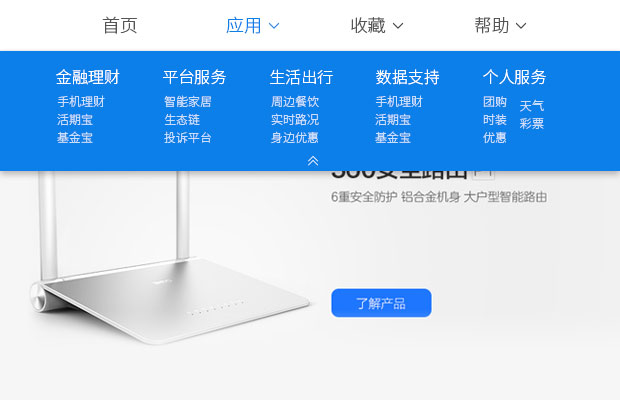 首页 应用 收藏 帮助
金融理财 平台服务 生活出行 数据支持 个人服务
手机理财 智能家居 周边餐饮 手机理财 团购 天气
活期宝 生态链 实时路况 活期宝 时装 彩票
基金宝 投诉平台 身边优惠 基金宝 优惠
360安全路由
6重安全防护 铝合金机身 大户型智能路由
了解产品